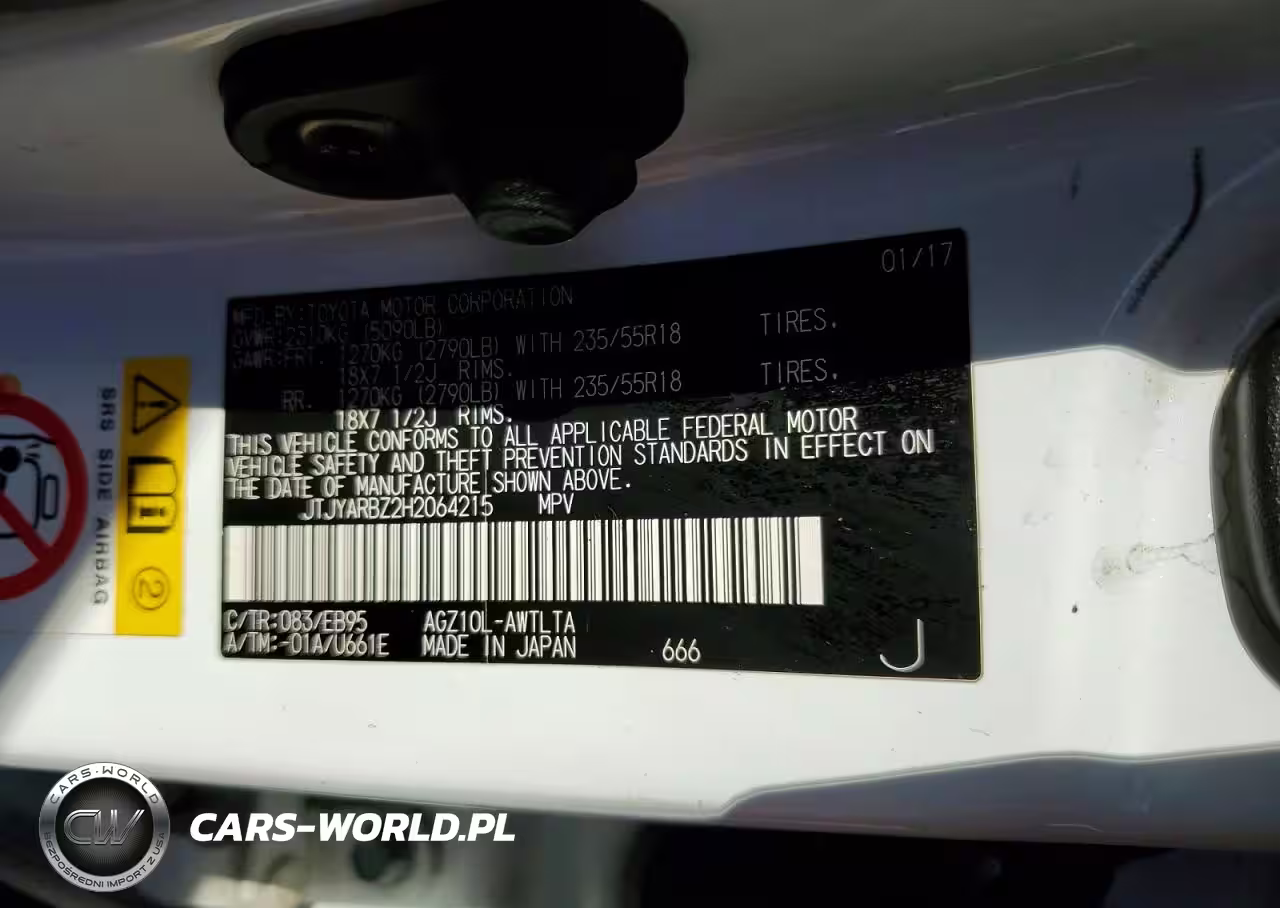 01/17
MFD.BY:TOYOTA MOTOR CORPORATION
GVWR:2310KG (5090LB)
GAWR:FRT. 1270KG (2790LB) WITH 235/55R18 TIRES.
18X7 1/2J RIMS.
RR. 1270KG (2790LB) WITH 235/55R18 TIRES.
18X7 1/2J RIMS.
THIS VEHICLE CONFORMS TO ALL APPLICABLE FEDERAL MOTOR
VEHICLE SAFETY AND THEFT PREVENTION STANDARDS IN EFFECT ON
THE DATE OF MANUFACTURE SHOWN ABOVE.
JTJYARBZ2H2064215 MPV
C/TR:083/EB95 AGZ10L-AWTLTA
A/TM:-01A/U661E MADE IN JAPAN 666
J
SRS SIDE AIRBAG
2
CARS-WORLD
CW
BEZPOŚREDNI IMPORT Z USA
CARS-WORLD.PL